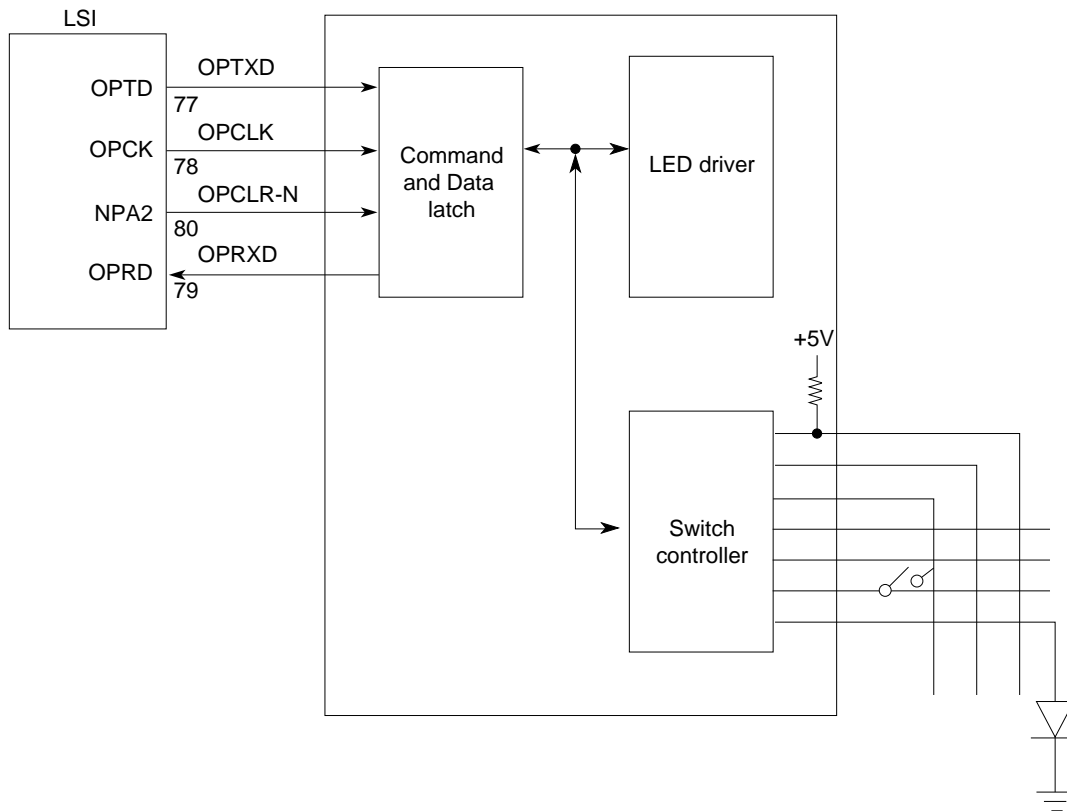 LSI
OPTD
OPTXD
77
OPCK
OPCLK
78
NPA2
OPCLR-N
80
OPRD
OPRXD
79
Command
and Data
latch
LED driver
+5V
Switch
controller